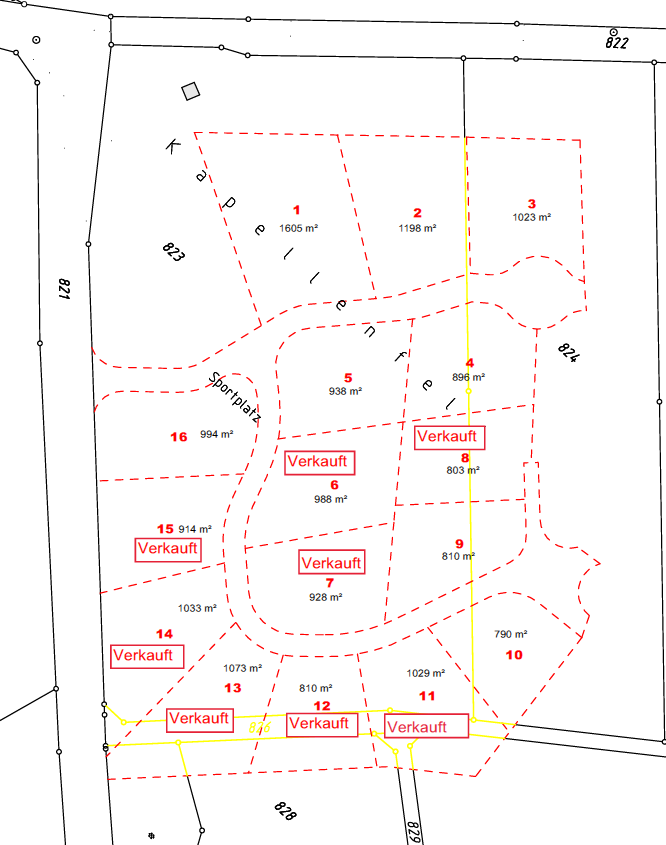 822
Kapellenfeld
1
1605 m²
2
1198 m²
3
1023 m²
823
821
824
4
896 m²
5
938 m²
Sportplatz
16 994 m²
Verkauft
8
803 m²
Verkauft
6
988 m²
15 914 m²
Verkauft
9
810 m²
Verkauft
7
928 m²
1033 m²
14
Verkauft
790 m²
10
1073 m²
13
Verkauft
810 m²
12
Verkauft
1029 m²
11
Verkauft
828
829